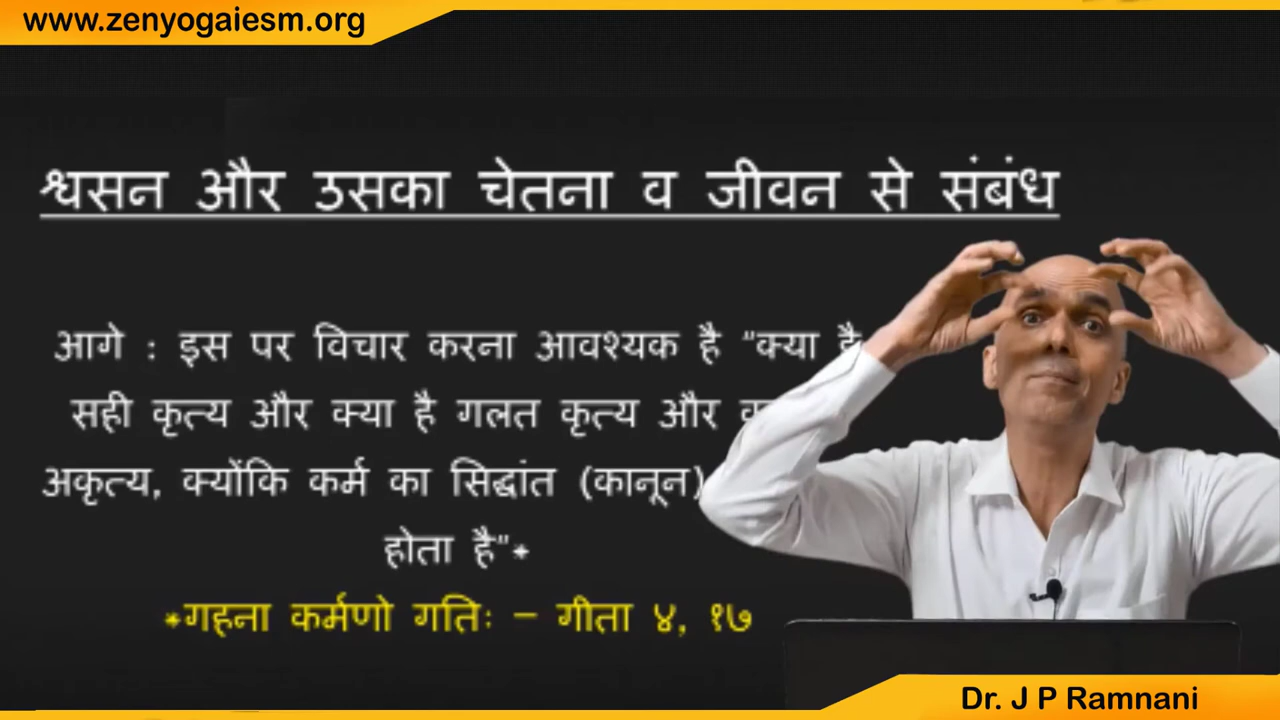 www.zenyogaiesm.org
श्वसन और उसका चेतना व जीवन से संबंध
आगे : इस पर विचार करना आवश्यक है "क्या है
सही कृत्य और क्या है गलत कृत्य और
अकृत्य, क्योंकि कर्म का सिद्धांत (कानून)
होता है"*
*गहना कर्मणो गतिः – गीता ४, १७
Dr. J P Ramnani